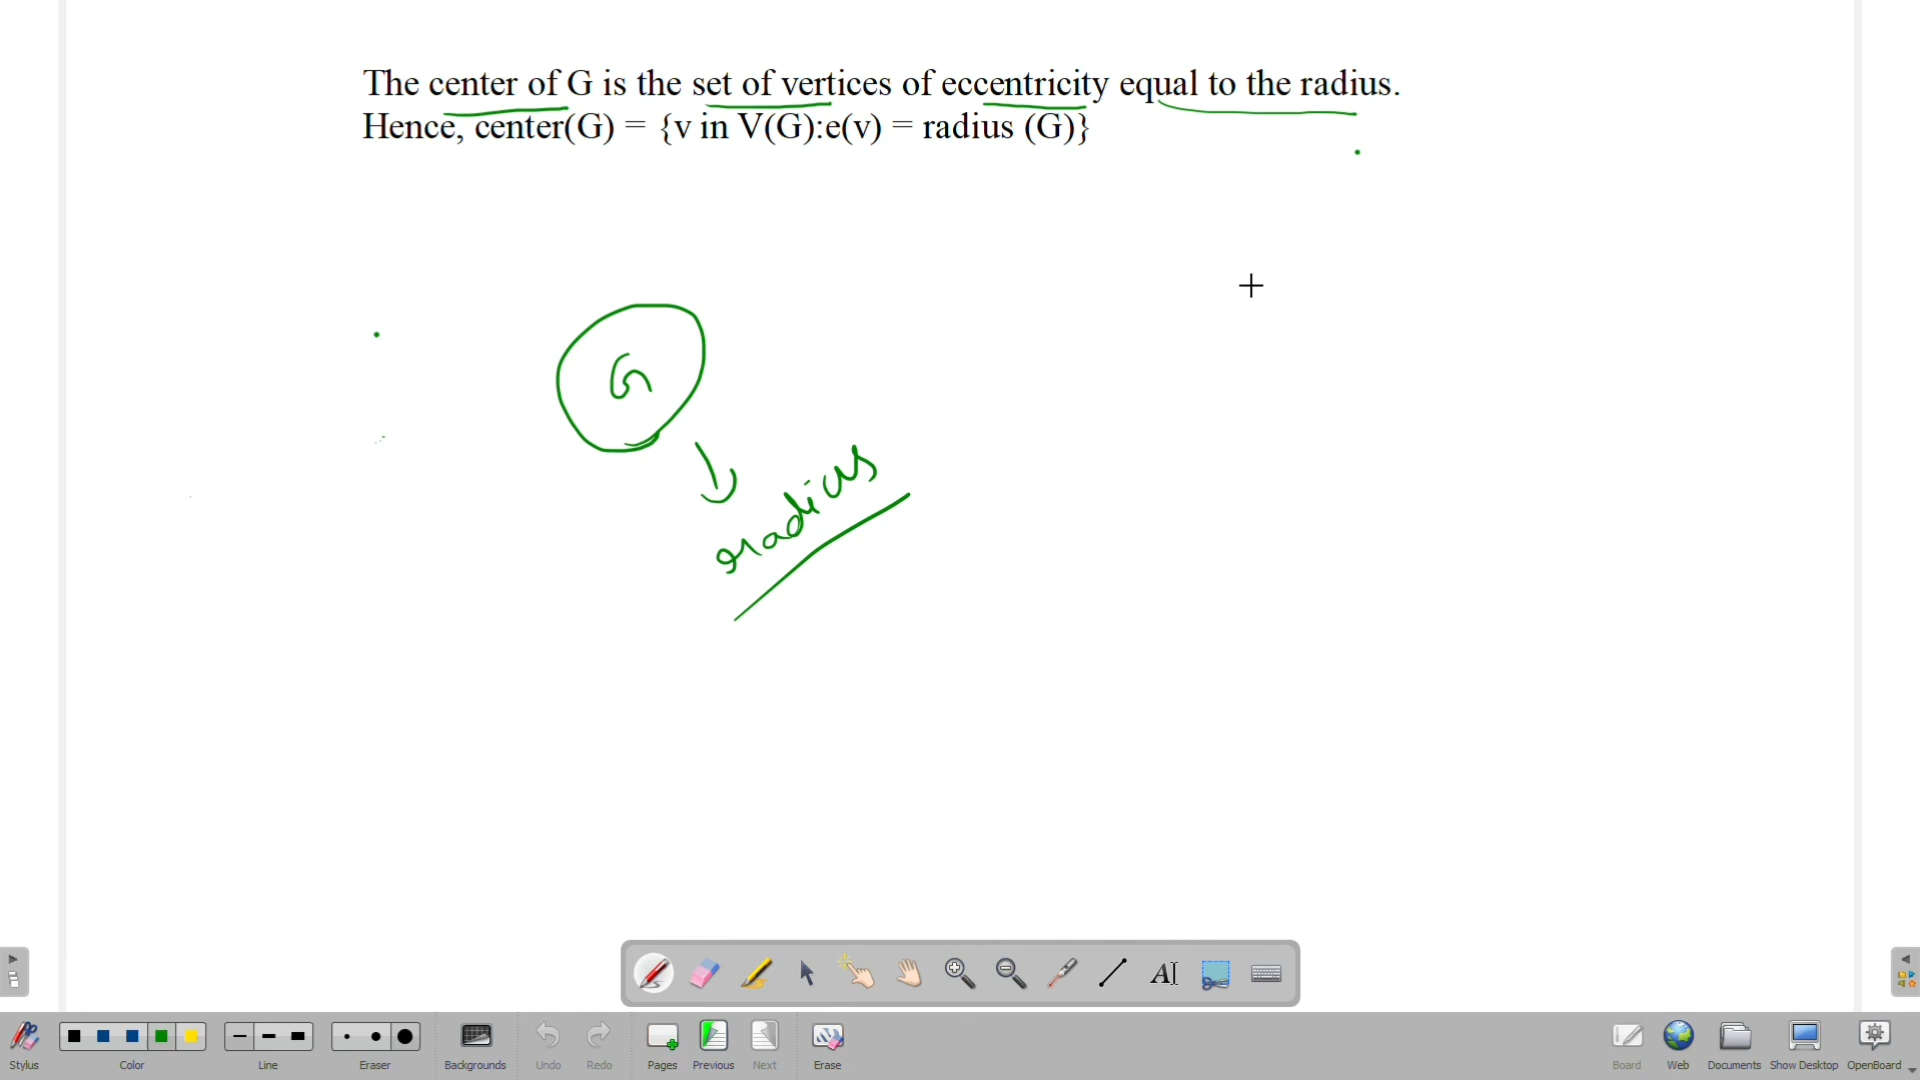 The center of G is the set of vertices of eccentricity equal to the radius.
Hence, center(G) = {v in V(G):e(v) = radius (G)}
G
radius
AI
Stylus
Color
Line
Eraser
Backgrounds
Undo
Redo
Pages
Previous
Next
Erase
Board
Web
Documents
Show Desktop
OpenBoard